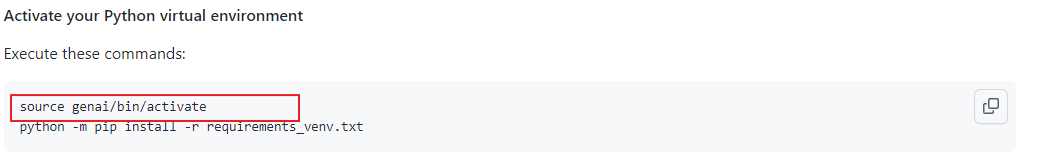 Activate your Python virtual environment
Execute these commands:
source genai/bin/activate
python -m pip install -r requirements_venv.txt